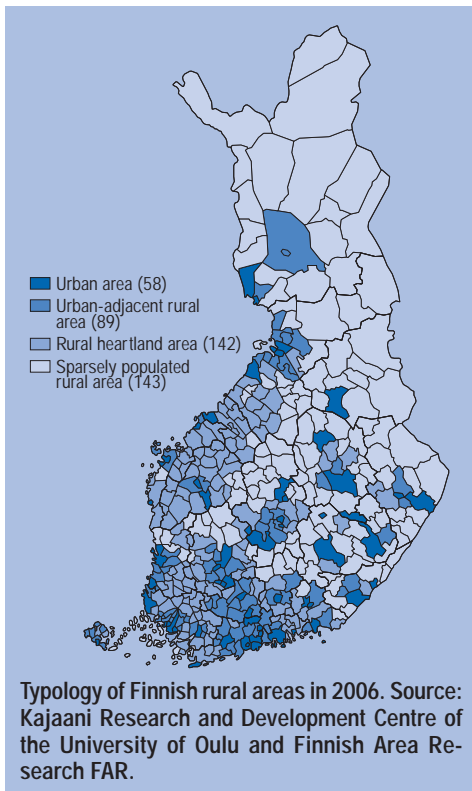 Urban area (58)
Urban-adjacent rural
area (89)
Rural heartland area (142)
Sparsely populated
rural area (143)
Typology of Finnish rural areas in 2006. Source:
Kajaani Research and Development Centre of
the University of Oulu and Finnish Area Re-
search FAR.